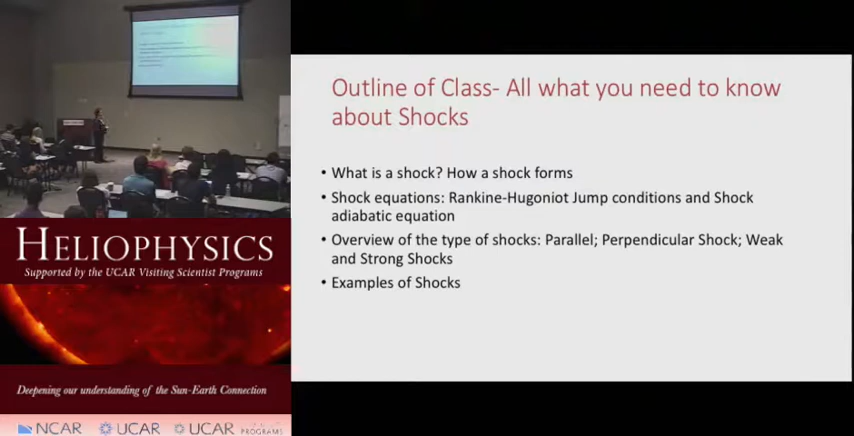 Outline of Class- All what you need to know
about Shocks
• What is a shock? How a shock forms
• Shock equations: Rankine-Hugoniot Jump conditions and Shock
adiabatic equation
• Overview of the type of shocks: Parallel; Perpendicular Shock; Weak
and Strong Shocks
• Examples of Shocks
HELIOPHYSICS
Supported by the UCAR Visiting Scientist Programs
Deepening our understanding of the Sun-Earth Connection
NCAR
UCAR
UCAR
PROGRAMS